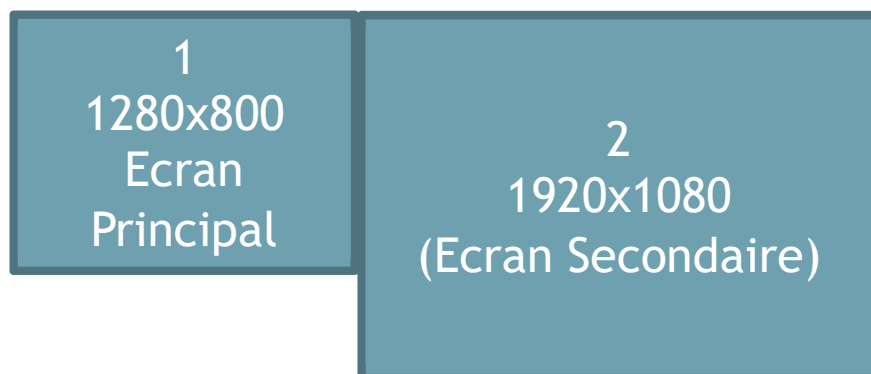 1
1280x800
Ecran
Principal
2
1920x1080
(Ecran Secondaire)